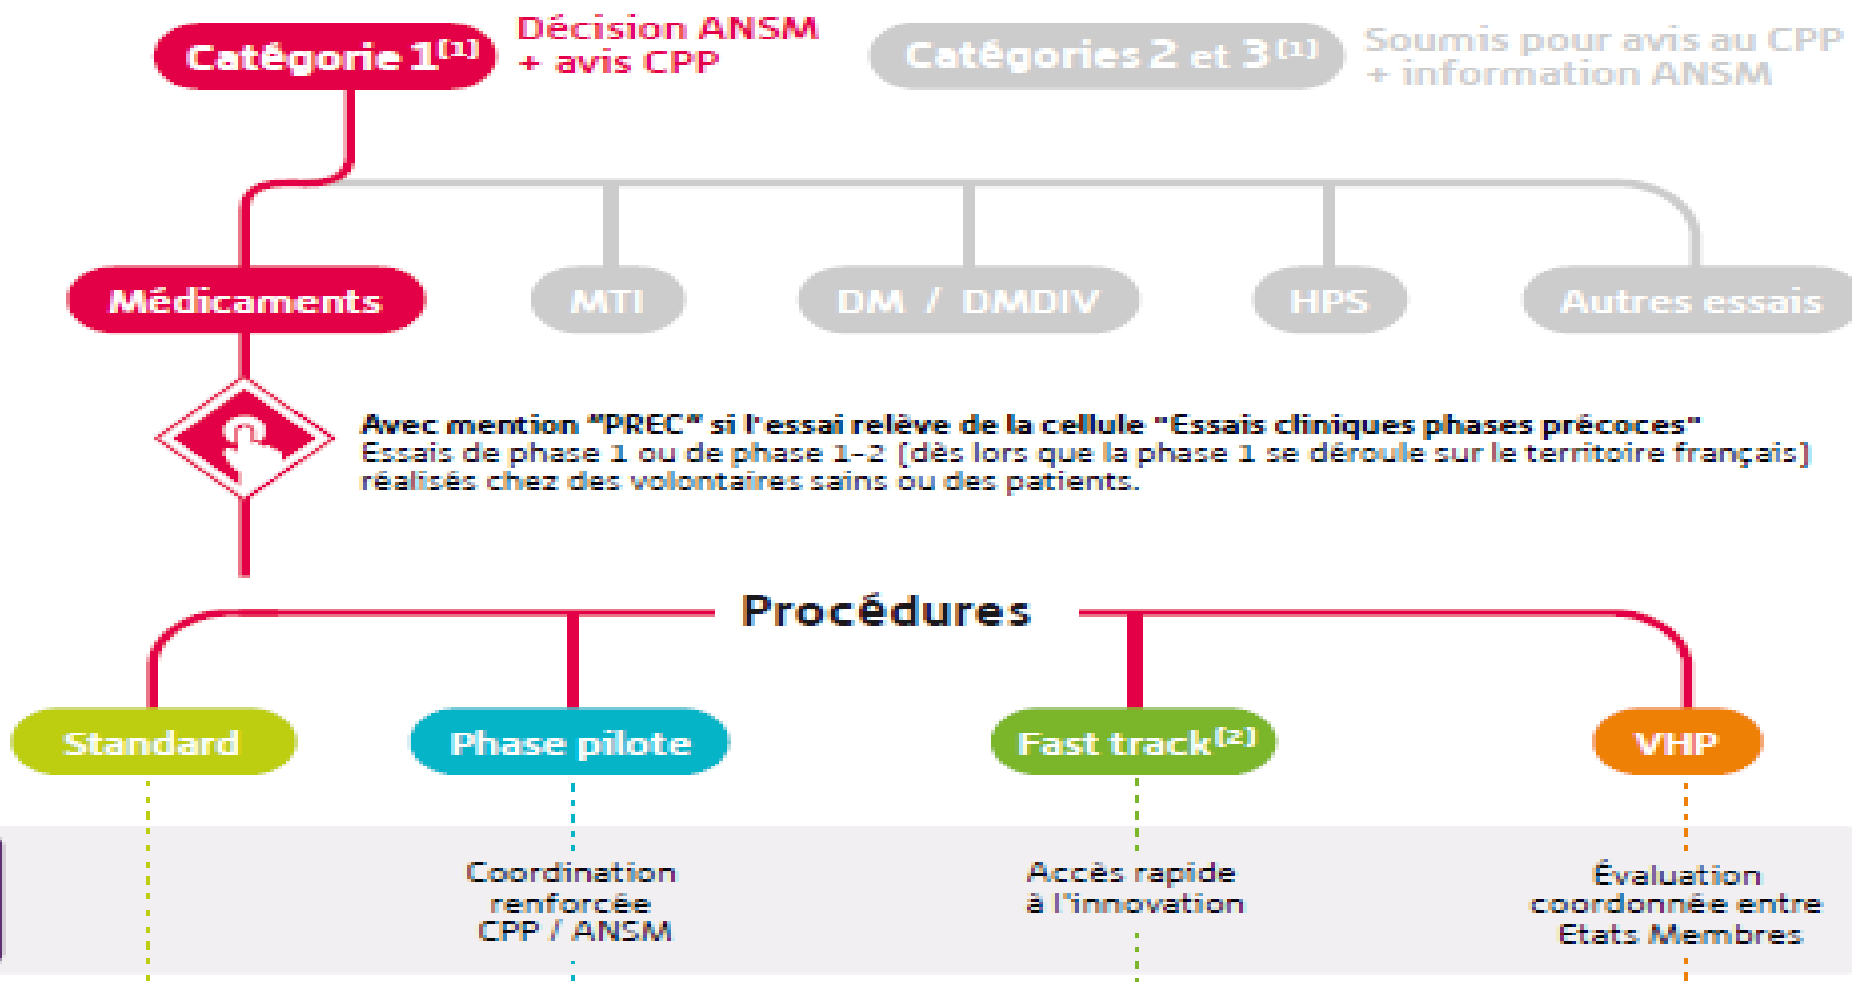 Catégorie 1[1]
Décision ANSM
+ avis CPP
Catégories 2 et 3[1]
Soumis pour avis au CPP
+ information ANSM
Médicaments
MTI
DM / DMDIV
HPS
Autres essais
Avec mention "PREC" si l'essai relève de la cellule "Essais cliniques phases précoces"
Essais de phase 1 ou de phase 1-2 (dès lors que la phase 1 se déroule sur le territoire français)
réalisés chez des volontaires sains ou des patients.
Procédures
Standard
Phase pilote
Fast track[2]
VHP
Coordination
renforcée
CPP / ANSM
Accès rapide
à l'innovation
Évaluation
coordonnée entre
Etats Membres